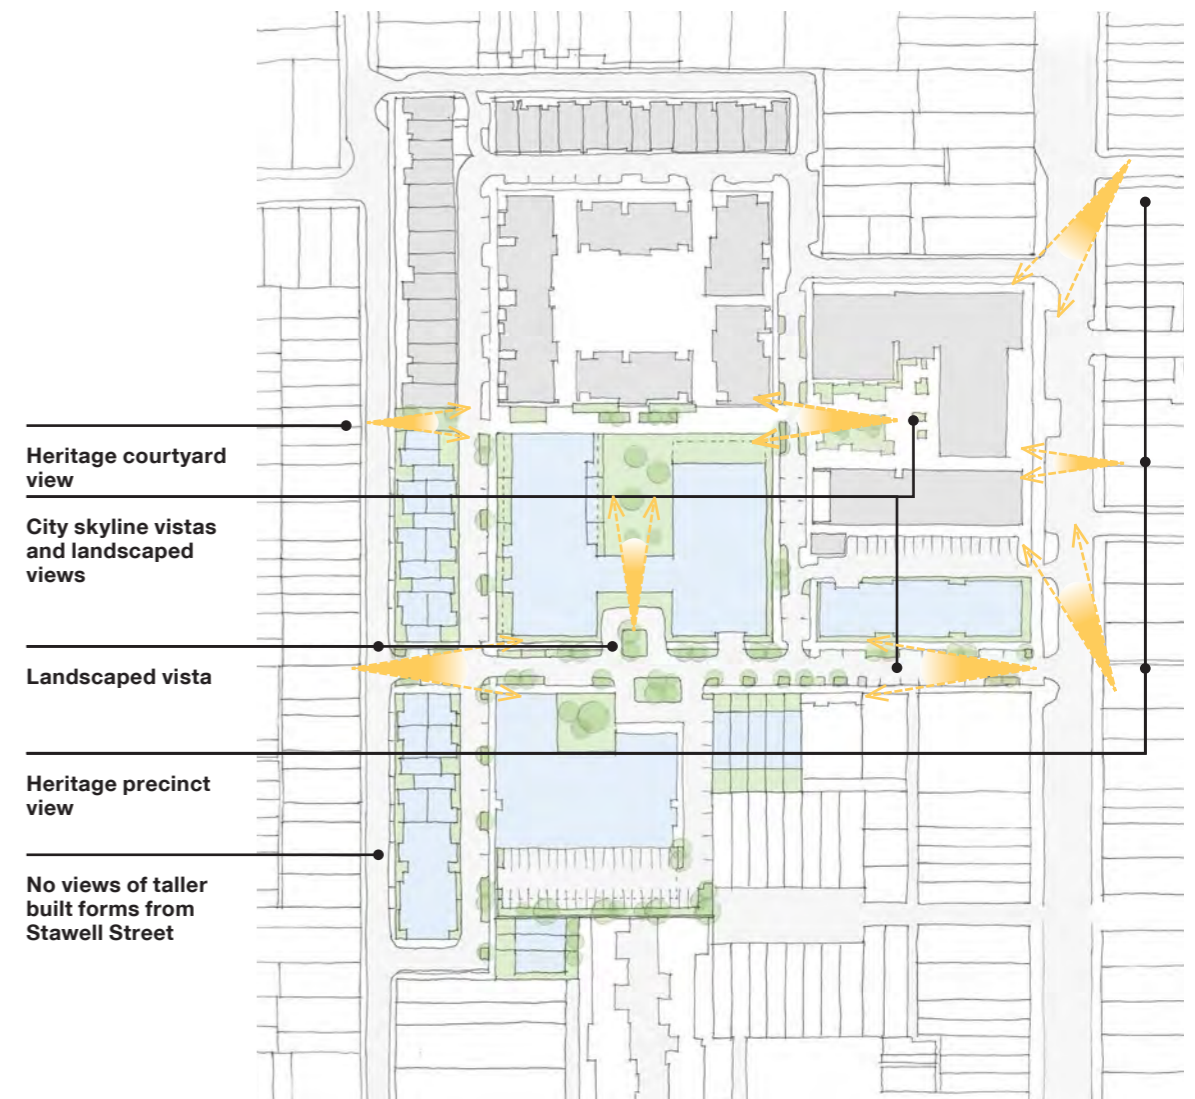 Heritage courtyard
view
City skyline vistas
and landscaped
views
Landscaped vista
Heritage precinct
view
No views of taller
built forms from
Stawell Street